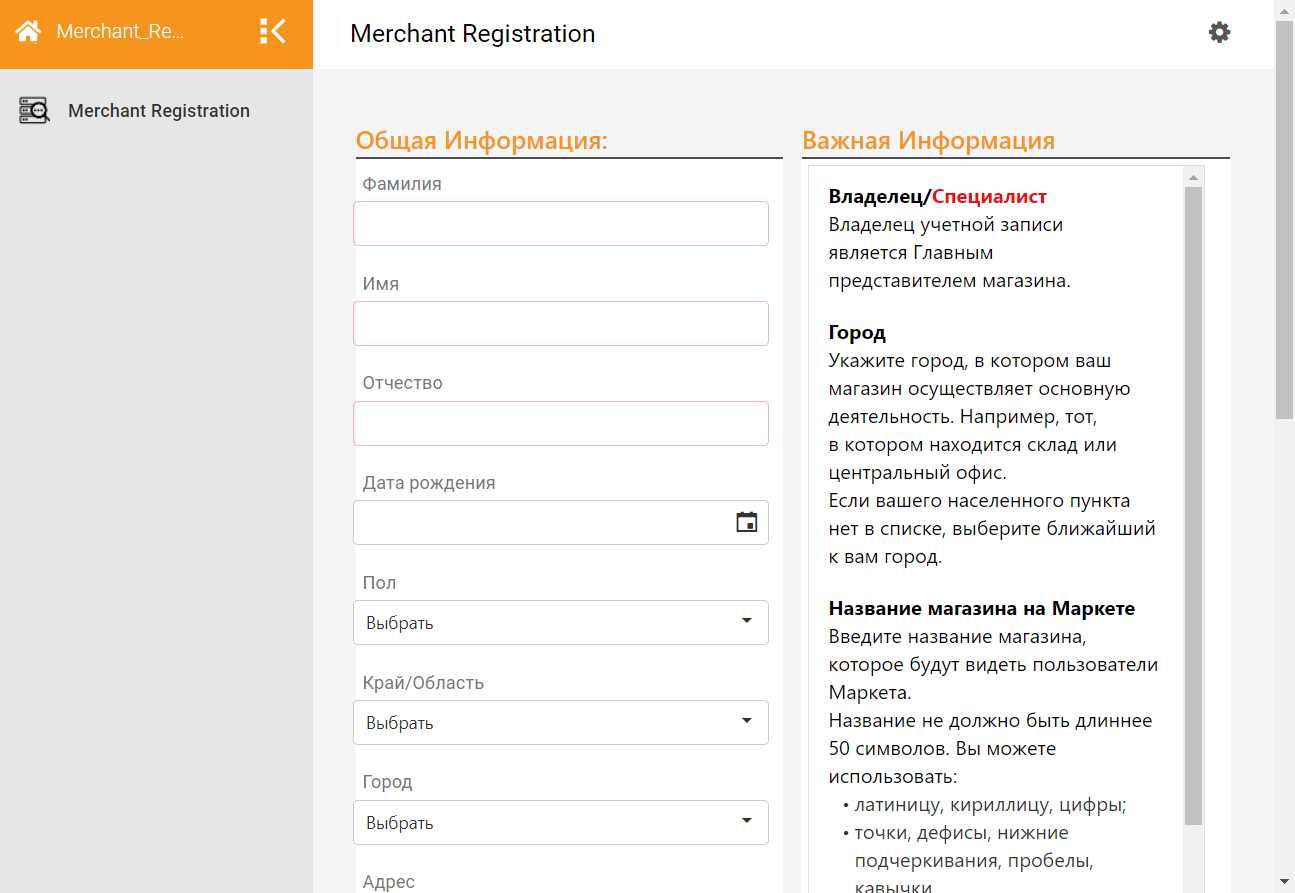 Merchant_Re...
Merchant Registration
Merchant Registration
Общая Информация:
Фамилия
Имя
Отчество
Дата рождения
Пол
Выбрать
Край/Область
Выбрать
Город
Выбрать
Адрес
Важная Информация
Владелец/Специалист
Владелец учетной записи
является Главным
представителем магазина.
Город
Укажите город, в котором ваш
магазин осуществляет основную
деятельность. Например, тот,
в котором находится склад или
центральный офис.
Если вашего населенного пункта
нет в списке, выберите ближайший
к вам город.
Название магазина на Маркете
Введите название магазина,
которое будут видеть пользователи
Маркета.
Название не должно быть длиннее
50 символов. Вы можете
использовать:
• латиницу, кириллицу, цифры;
• точки, дефисы, нижние
подчеркивания, пробелы,
кавычки